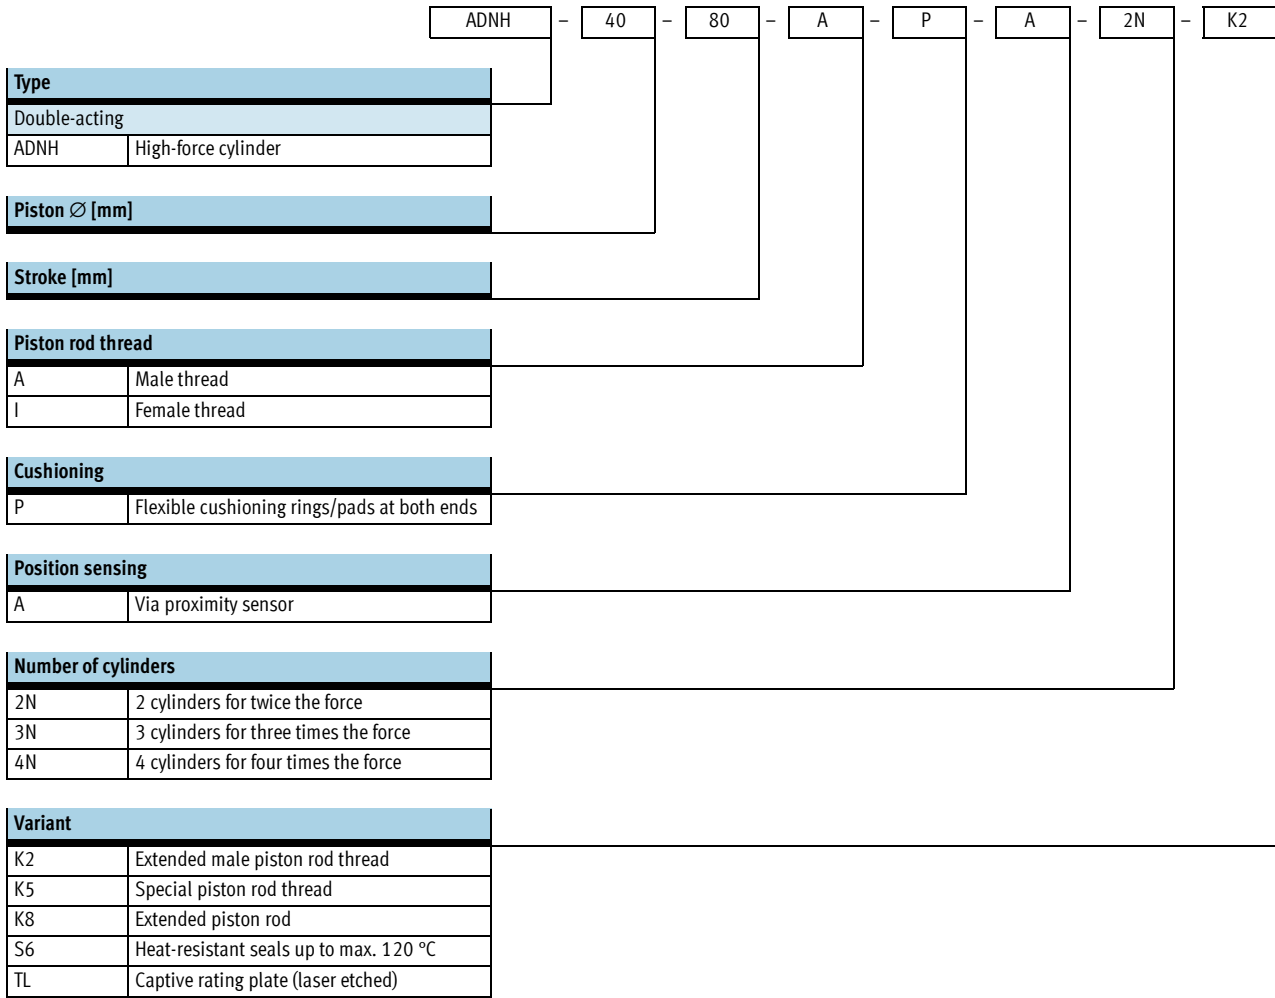 ADNH – 40 – 80 – A – P – A – 2N – K2
Type
Double-acting
ADNH High-force cylinder
Piston ∅ [mm]
Stroke [mm]
Piston rod thread
A Male thread
I Female thread
Cushioning
P Flexible cushioning rings/pads at both ends
Position sensing
A Via proximity sensor
Number of cylinders
2N 2 cylinders for twice the force
3N 3 cylinders for three times the force
4N 4 cylinders for four times the force
Variant
K2 Extended male piston rod thread
K5 Special piston rod thread
K8 Extended piston rod
S6 Heat-resistant seals up to max. 120 °C
TL Captive rating plate (laser etched)